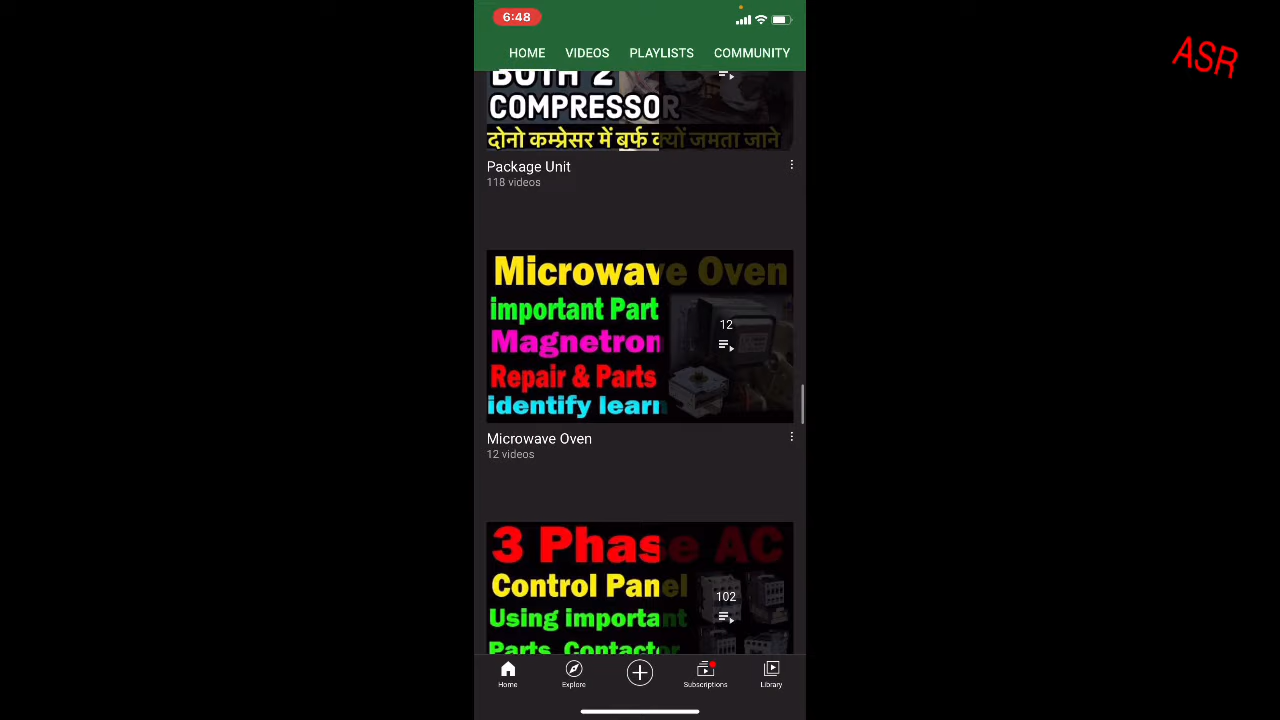 6:48
ASR
HOME VIDEOS PLAYLISTS COMMUNITY
BOTH 2
COMPRESSOR
दोनो कम्प्रेसर में बर्फ क्यों जमता जाने
Package Unit
118 videos
Microwave Oven
important Part
Magnetron
Repair & Parts
identify learn
12
Microwave Oven
12 videos
3 Phase AC
Control Panel
Using important
Parts Contactor
102
Home Explore Subscriptions Library